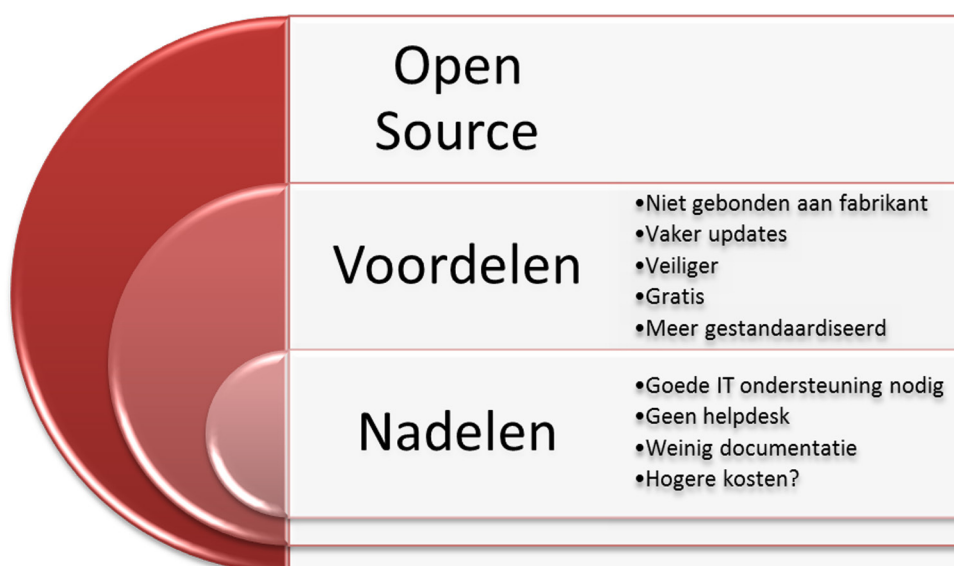 Open
Source
Voordelen
•Niet gebonden aan fabrikant
•Vaker updates
•Veiliger
•Gratis
•Meer gestandaardiseerd
Nadelen
•Goede IT ondersteuning nodig
•Geen helpdesk
•Weinig documentatie
•Hogere kosten?